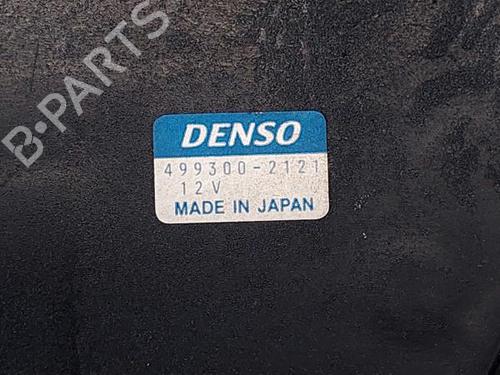 B-PARTS
DENSO
499300-2121
12V
MADE IN JAPAN